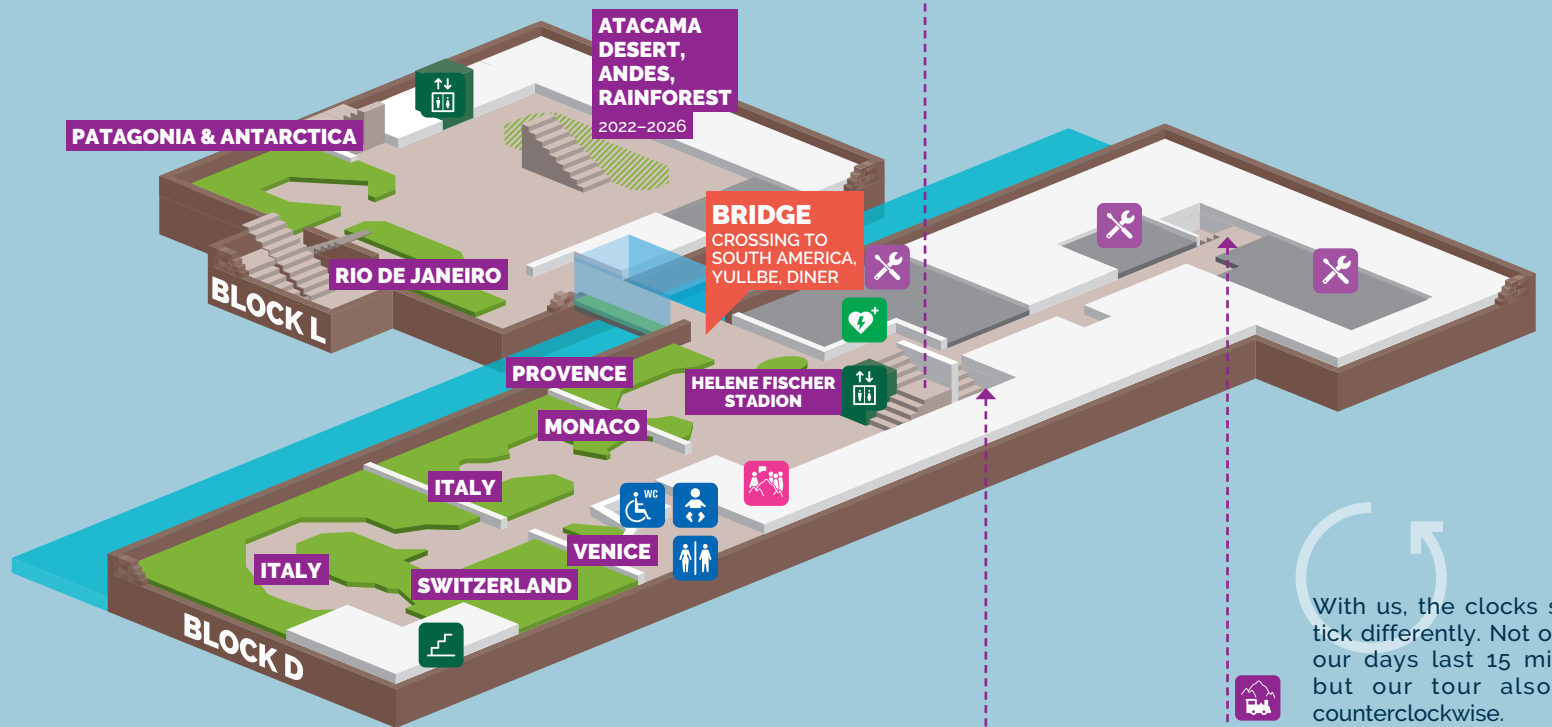 ATACAMA
DESERT,
ANDES,
RAINFOREST
2022–2026
PATAGONIA & ANTARCTICA
BRIDGE
CROSSING TO
SOUTH AMERICA,
YULLBE, DINER
RIO DE JANEIRO
BLOCK L
PROVENCE
HELENE FISCHER
STADION
MONACO
ITALY
WC
VENICE
ITALY
SWITZERLAND
BLOCK D
With us, the clocks s
tick differently. Not o
our days last 15 mi
but our tour also
counterclockwise.